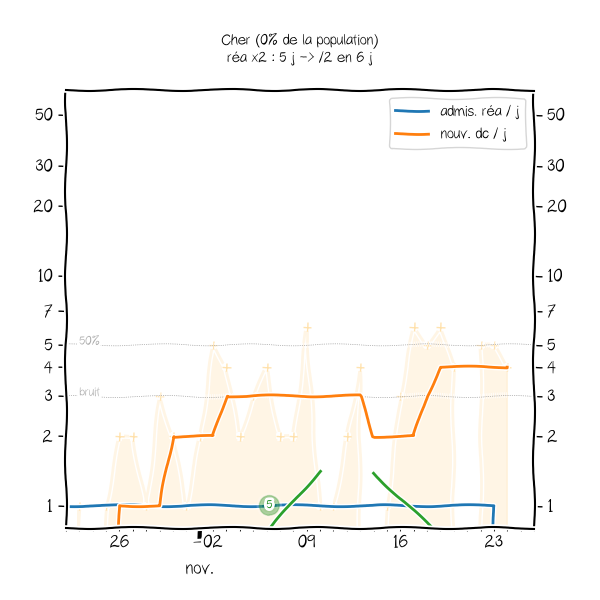 Cher (0% de la population)
réa x2 : 5 j -> /2 en 6 j
admis. réa / j
nouv. dc / j
50 50
30 30
20 20
10 10
7 7
50%
5 5
4 4
bruit
3 3
2 2
5
1 1
26 02 09 16 23
nov.